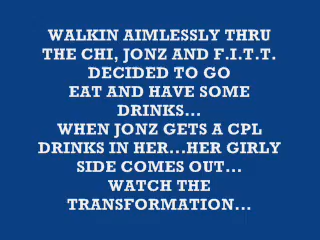 WALKIN AIMLESSLY THRU
THE CHI, JONZ AND F.I.T.T.
DECIDED TO GO
EAT AND HAVE SOME
DRINKS...
WHEN JONZ GETS A CPL
DRINKS IN HER...HER GIRLY
SIDE COMES OUT...
WATCH THE
TRANSFORMATION...